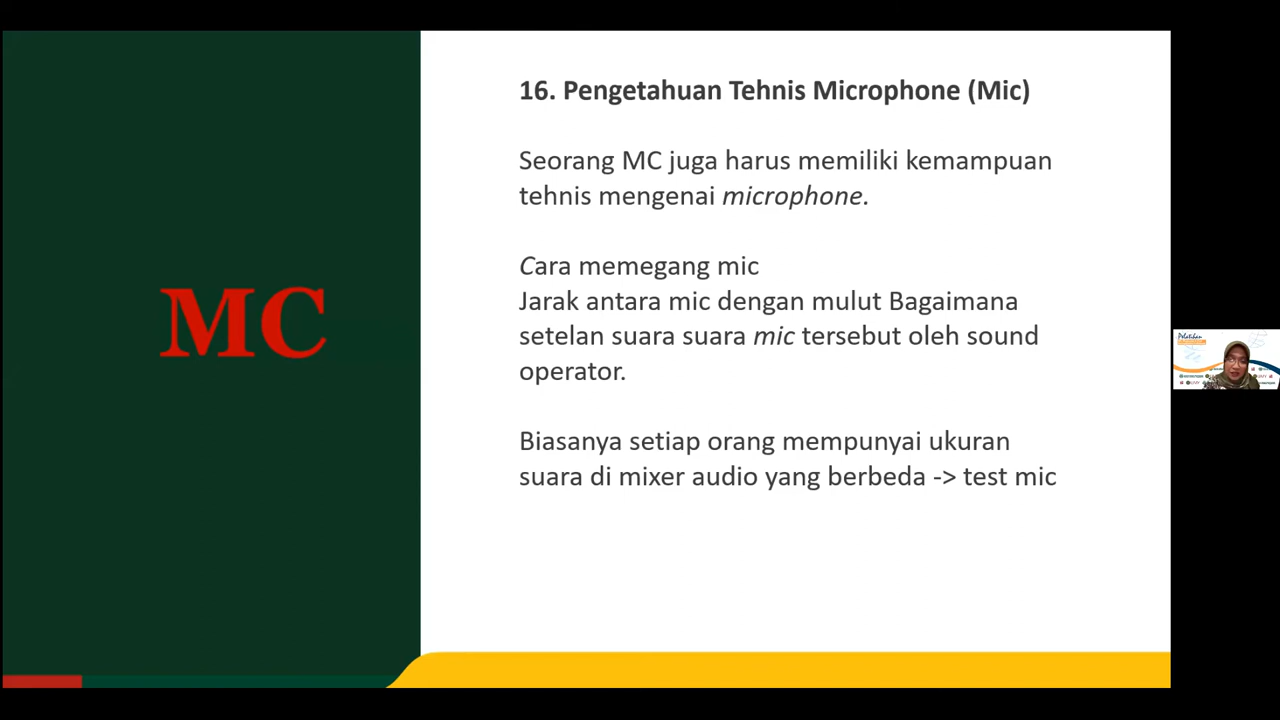 16. Pengetahuan Tehnis Microphone (Mic)
Seorang MC juga harus memiliki kemampuan
tehnis mengenai microphone.
Cara memegang mic
Jarak antara mic dengan mulut Bagaimana
setelan suara suara mic tersebut oleh sound
operator.
Biasanya setiap orang mempunyai ukuran
suara di mixer audio yang berbeda -> test mic
MC
Pelatihan